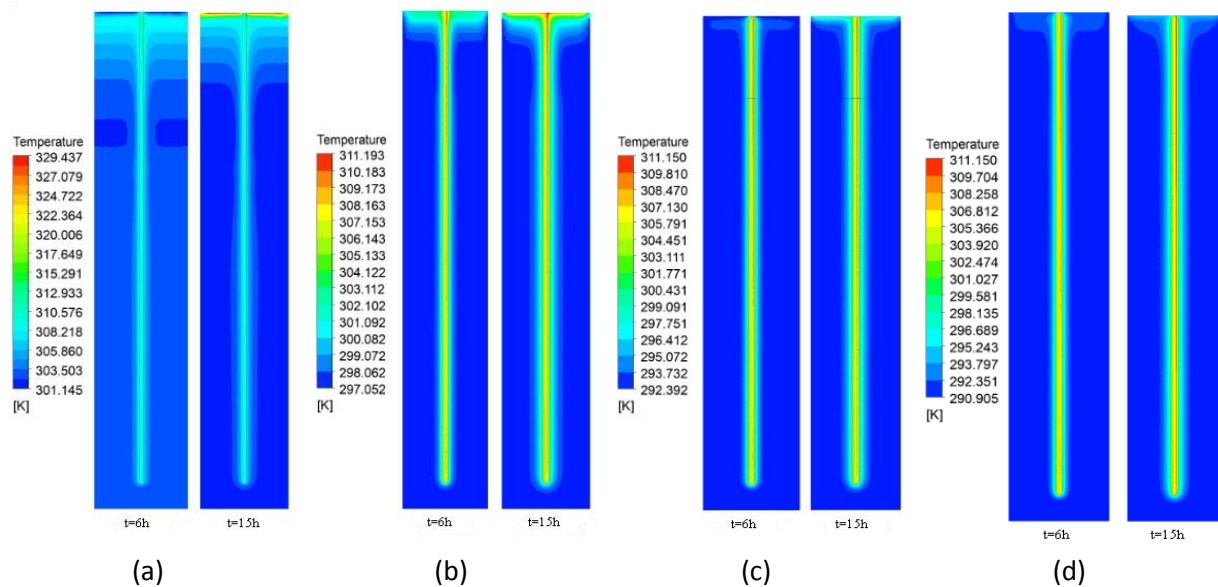 Temperature
329.437
327.079
324.722
322.364
320.006
317.649
315.291
312.933
310.576
308.218
305.860
303.503
301.145
[K]
t=6h
t=15h
(a)
Temperature
311.193
310.183
309.173
308.163
307.153
306.143
305.133
304.122
303.112
302.102
301.092
300.082
299.072
298.062
297.052
[K]
t=6h
t=15h
(b)
Temperature
311.150
309.810
308.470
307.130
305.791
304.451
303.111
301.771
300.431
299.091
297.751
296.412
295.072
293.732
292.392
[K]
t=6h
t=15h
(c)
Temperature
311.150
309.704
308.258
306.812
305.366
303.920
302.474
301.027
299.581
298.135
296.689
295.243
293.797
292.351
290.905
[K]
t=6h
t=15h
(d)